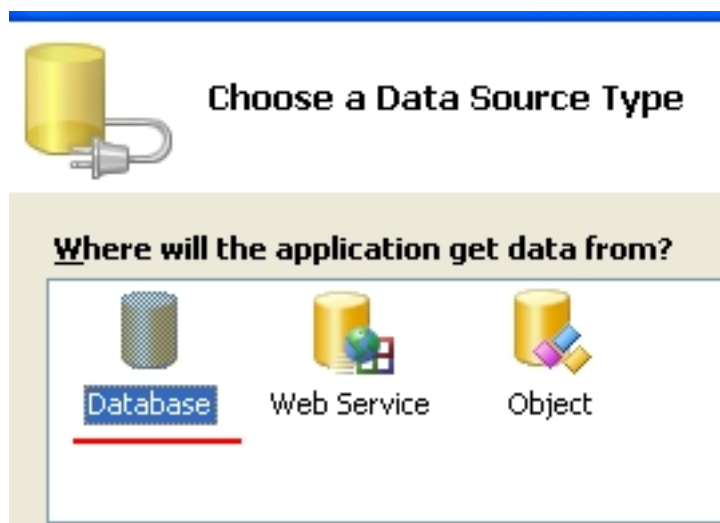 Choose a Data Source Type
Where will the application get data from?
Database Web Service Object